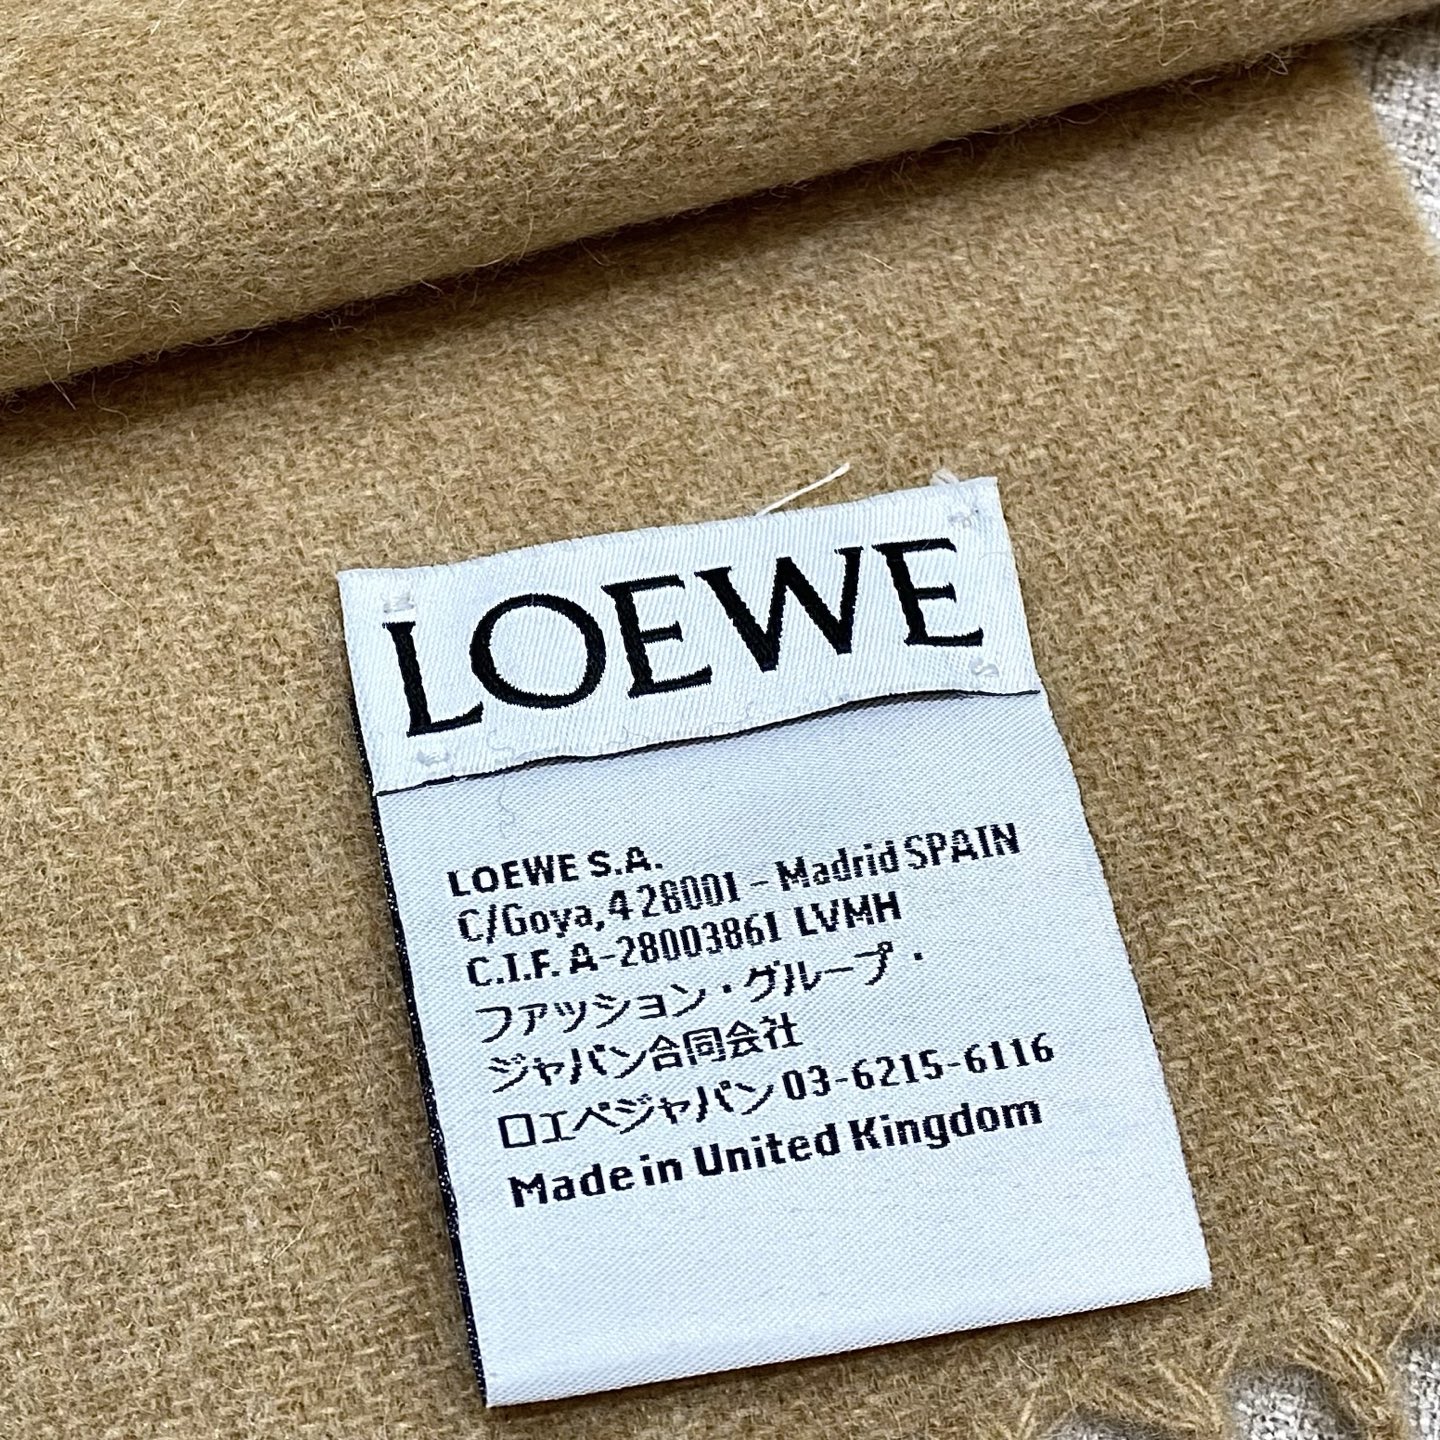 LOEWE
LOEWE S.A.
C/Goya, 4 28001 – Madrid SPAIN
C.I.F. A-28003861 LVMH
ファッション・グループ・
ジャパン合同会社
ロエベジャパン 03-6215-6116
Made in United Kingdom